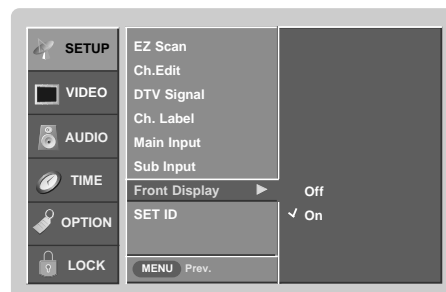 SETUP
VIDEO
AUDIO
TIME
OPTION
LOCK
EZ Scan
Ch.Edit
DTV Signal
Ch. Label
Main Input
Sub Input
Front Display
SET ID
MENU Prev.
Off
On